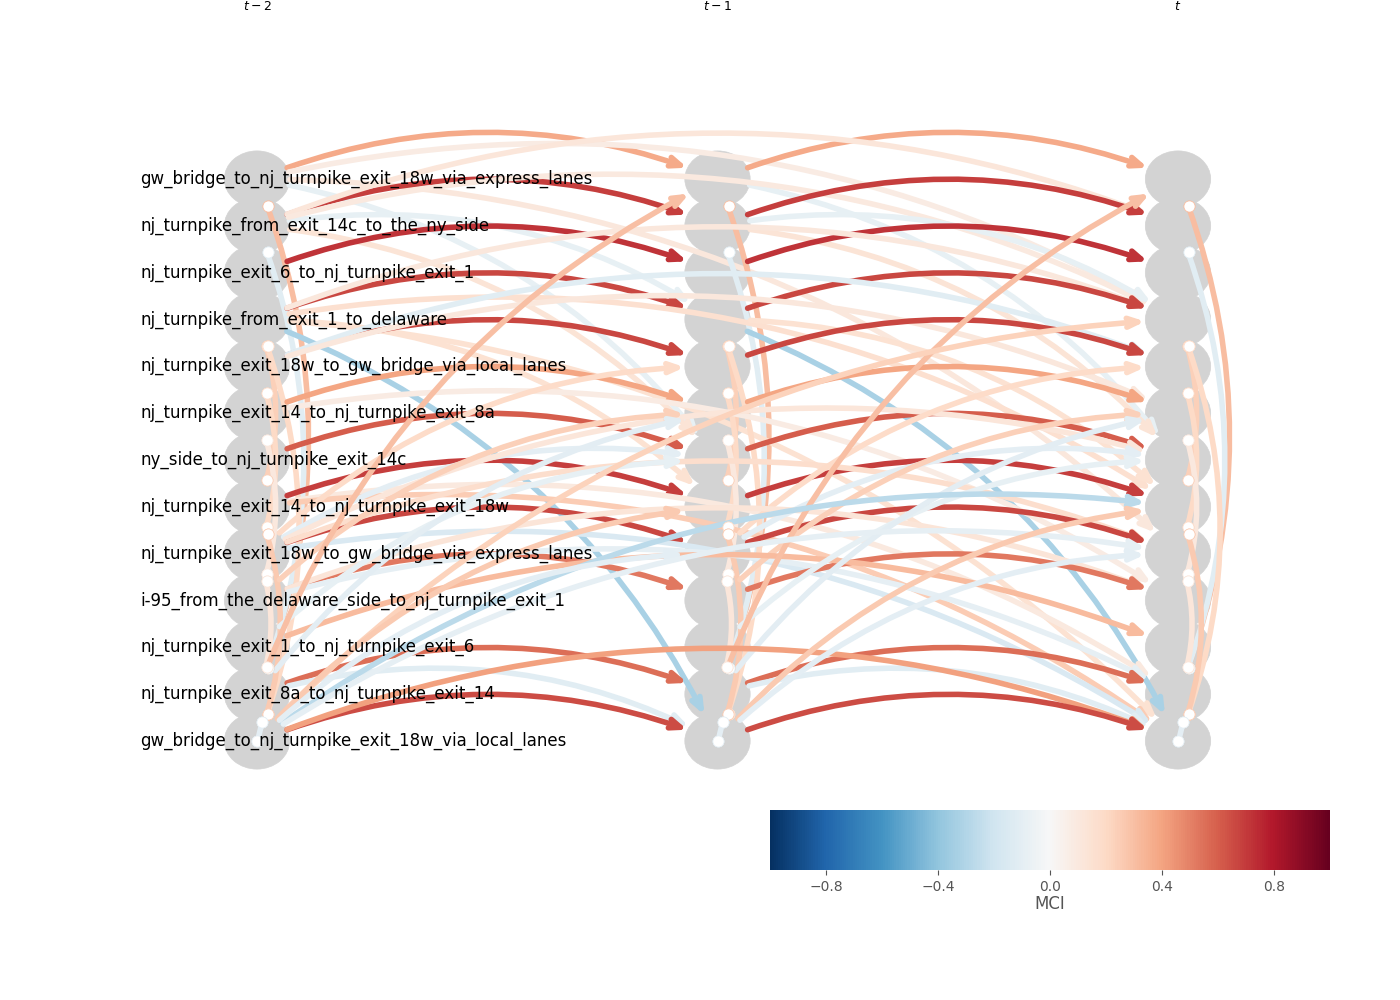 t − 2 t − 1 t
gw_bridge_to_nj_turnpike_exit_18w_via_express_lanes
nj_turnpike_from_exit_14c_to_the_ny_side
nj_turnpike_exit_6_to_nj_turnpike_exit_1
nj_turnpike_from_exit_1_to_delaware
nj_turnpike_exit_18w_to_gw_bridge_via_local_lanes
nj_turnpike_exit_14_to_nj_turnpike_exit_8a
ny_side_to_nj_turnpike_exit_14c
nj_turnpike_exit_14_to_nj_turnpike_exit_18w
nj_turnpike_exit_18w_to_gw_bridge_via_express_lanes
i-95_from_the_delaware_side_to_nj_turnpike_exit_1
nj_turnpike_exit_1_to_nj_turnpike_exit_6
nj_turnpike_exit_8a_to_nj_turnpike_exit_14
gw_bridge_to_nj_turnpike_exit_18w_via_local_lanes
−0.8 −0.4 0.0 0.4 0.8
MCI